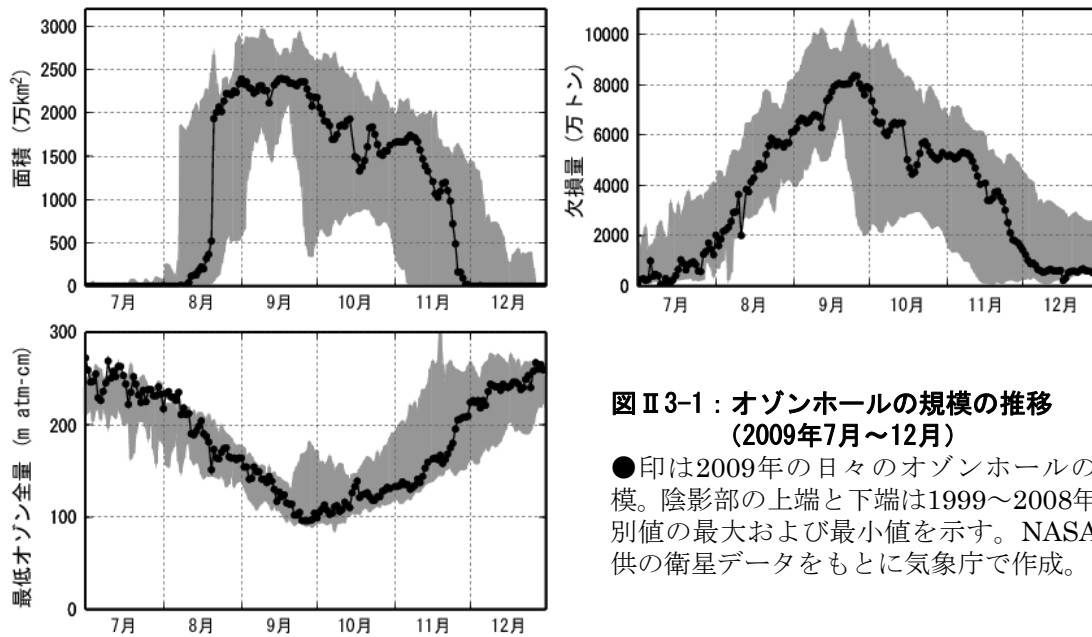 3000
2500
2000
1500
1000
500
0
面積 (万km²)
7月 8月 9月 10月 11月 12月
10000
8000
6000
4000
2000
0
欠損量 (万トン)
7月 8月 9月 10月 11月 12月
300
200
100
0
最低オゾン全量 (m atm-cm)
7月 8月 9月 10月 11月 12月
図Ⅱ3-1：オゾンホールの規模の推移
(2009年7月～12月)
●印は2009年の日々のオゾンホールの
模。陰影部の上端と下端は1999～2008年
別値の最大および最小値を示す。NASA
供の衛星データをもとに気象庁で作成。